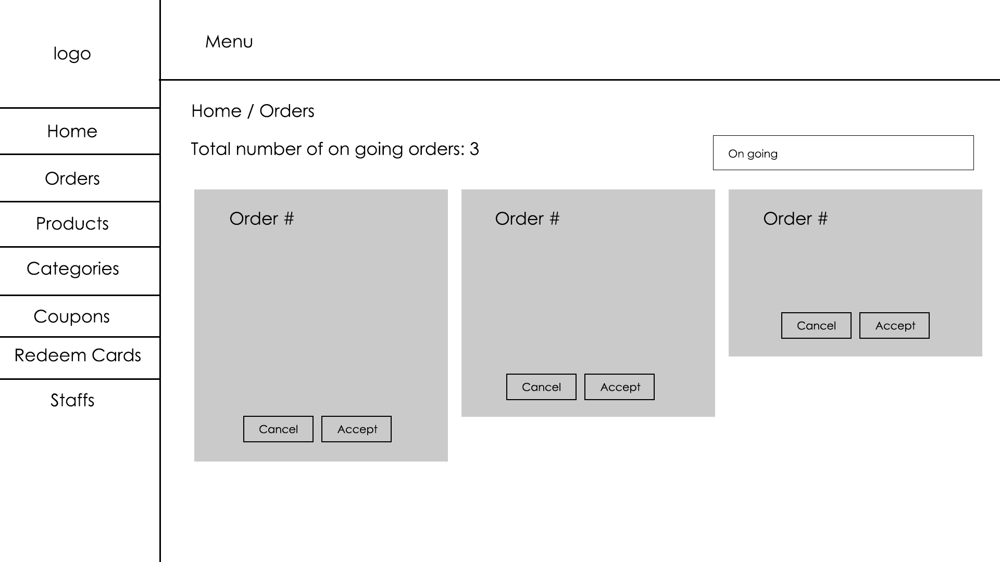 logo
Home
Orders
Products
Categories
Coupons
Redeem Cards
Staffs
Menu
Home / Orders
Total number of on going orders: 3
On going
Order #
Cancel
Accept
Order #
Cancel
Accept
Order #
Cancel
Accept